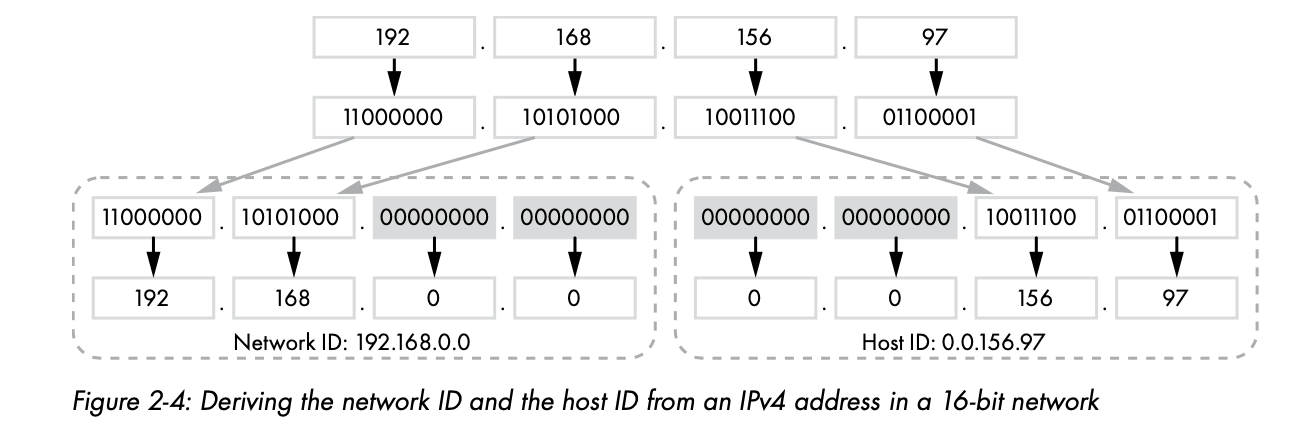 192 . 168 . 156 . 97
11000000 . 10101000 . 10011100 . 01100001
11000000 . 10101000 . 00000000 . 00000000
192 . 168 . 0 . 0
Network ID: 192.168.0.0
00000000 . 00000000 . 10011100 . 01100001
0 . 0 . 156 . 97
Host ID: 0.0.156.97
Figure 2-4: Deriving the network ID and the host ID from an IPv4 address in a 16-bit network